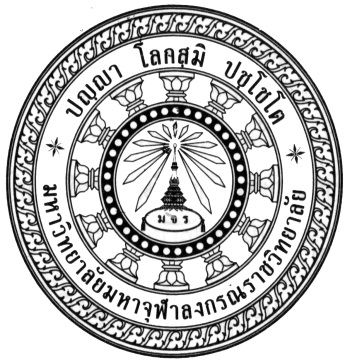 ปญฺญา โลกสฺมิ ปชฺโชโต
มจร
มหาวิทยาลัยมหาจุฬาลงกรณราชวิทยาลัย